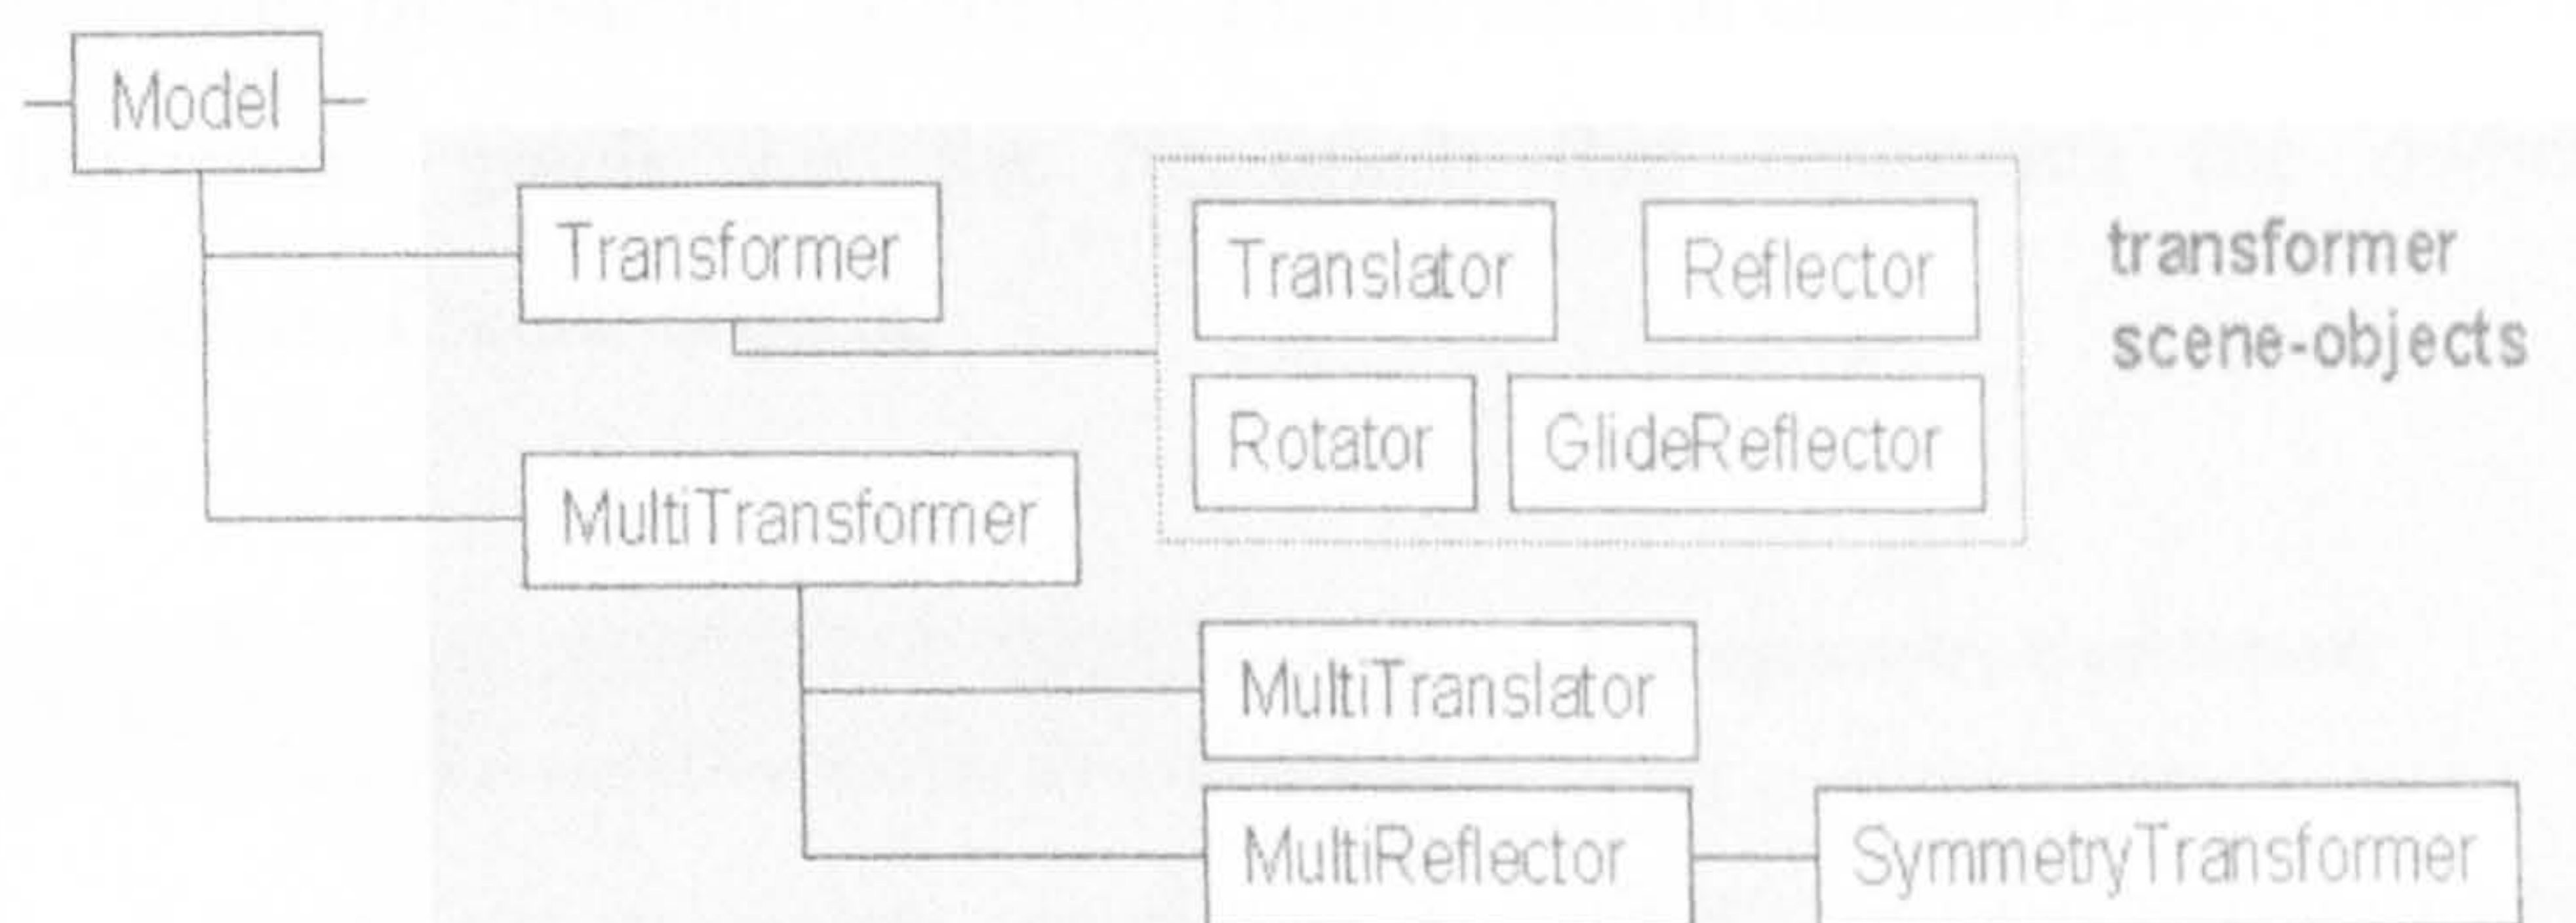 Model
Transformer
Translator
Reflector
transformer
scene-objects
Rotator
GlideReflector
MultiTransformer
MultiTranslator
MultiReflector
SymmetryTransformer